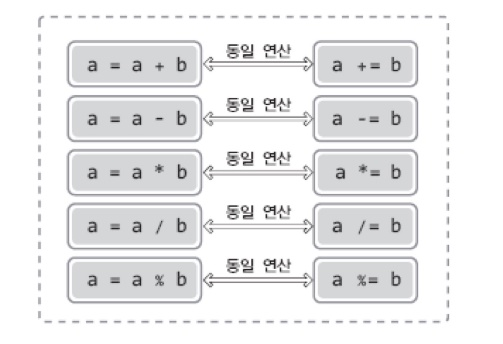 a = a + b 동일 연산 a += b
a = a - b 동일 연산 a -= b
a = a * b 동일 연산 a *= b
a = a / b 동일 연산 a /= b
a = a % b 동일 연산 a %= b